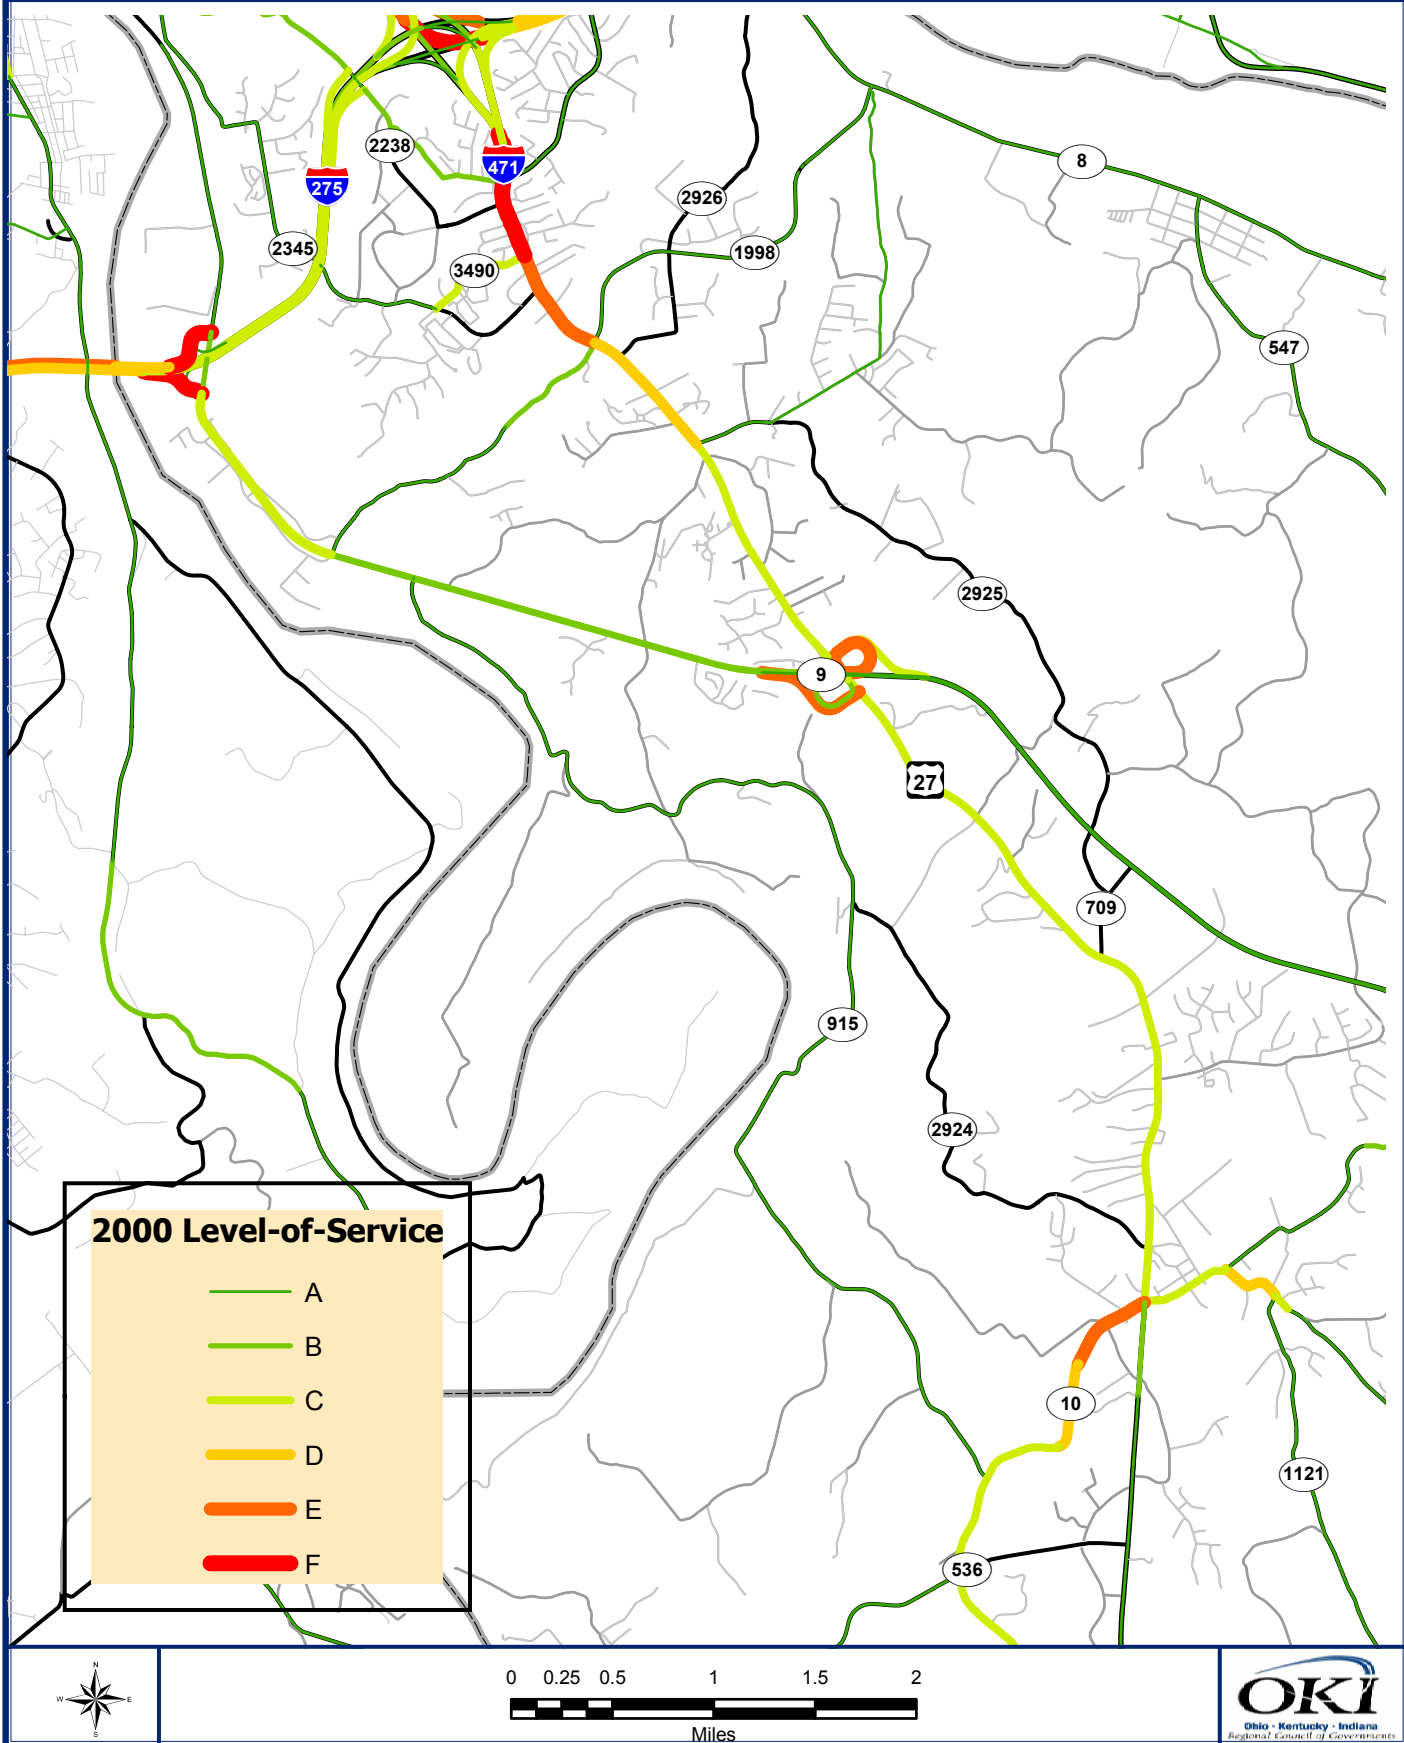 2238
471
275
8
2926
2345
1998
3490
547
2925
9
27
709
915
2924
2000 Level-of-Service
A
B
C
D
E
F
10
1121
536
N
W E
S
0 0.25 0.5 1 1.5 2
Miles
OKI
Ohio - Kentucky - Indiana
Regional Council of Governments